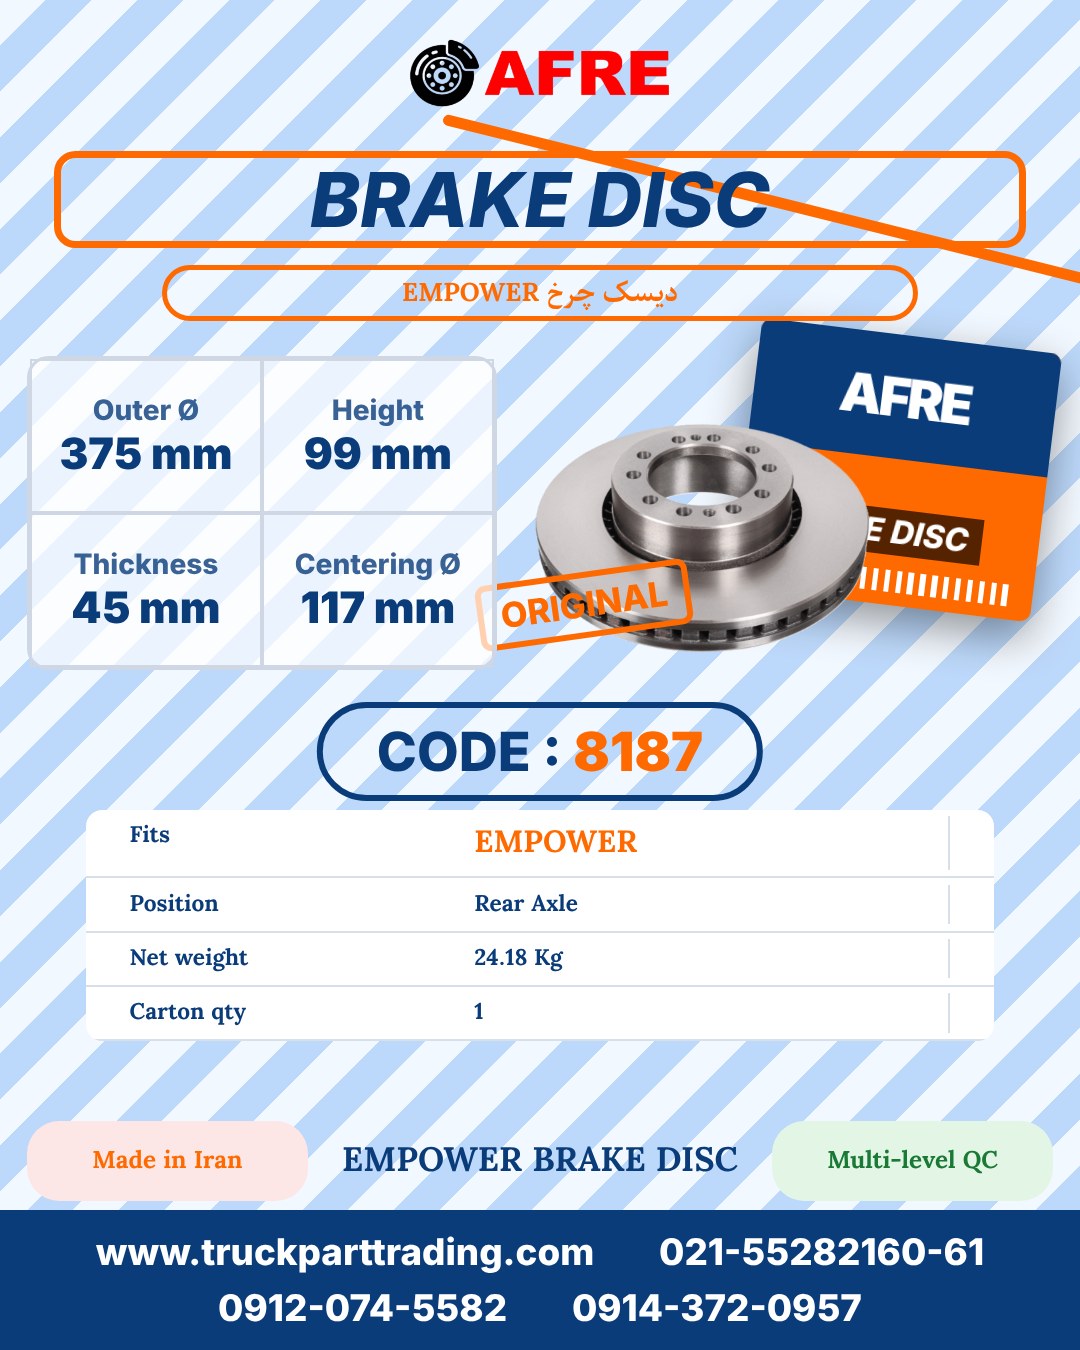 AFRE
BRAKE DISC
دیسک چرخ EMPOWER
AFRE
E DISC
Outer Ø
375 mm
Height
99 mm
Thickness
45 mm
Centering Ø
117 mm
ORIGINAL
CODE : 8187
Fits EMPOWER
Position Rear Axle
Net weight 24.18 Kg
Carton qty 1
Made in Iran
EMPOWER BRAKE DISC
Multi-level QC
www.truckparttrading.com 021-55282160-61
0912-074-5582 0914-372-0957